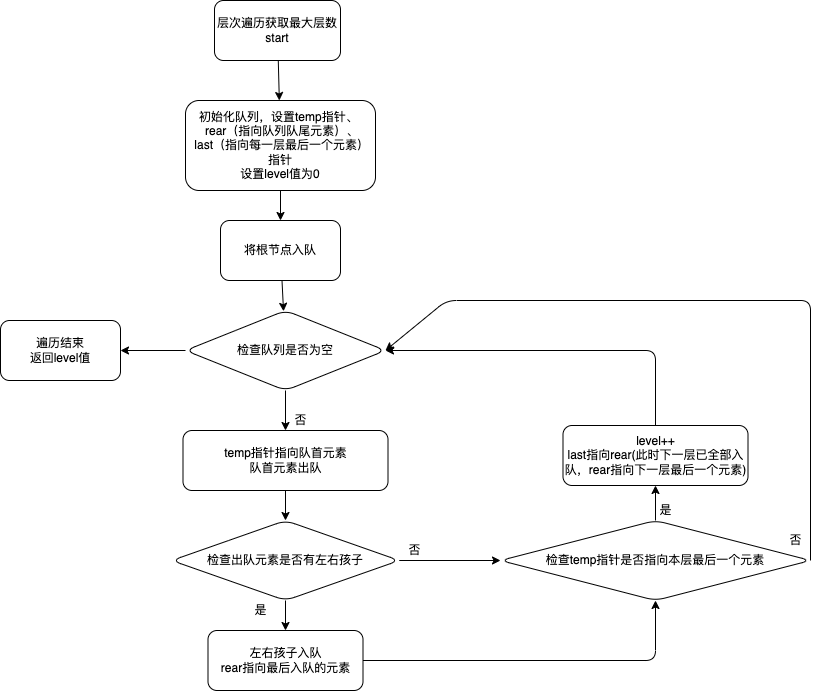 层次遍历获取最大层数
start
初始化队列，设置temp指针、
rear（指向队列队尾元素）、
last（指向每一层最后一个元素）
指针
设置level值为0
将根节点入队
检查队列是否为空
遍历结束
返回level值
否
temp指针指向队首元素
队首元素出队
level++
last指向rear(此时下一层已全部入
队，rear指向下一层最后一个元素)
是
否
检查出队元素是否有左右孩子
否
检查temp指针是否指向本层最后一个元素
是
左右孩子入队
rear指向最后入队的元素